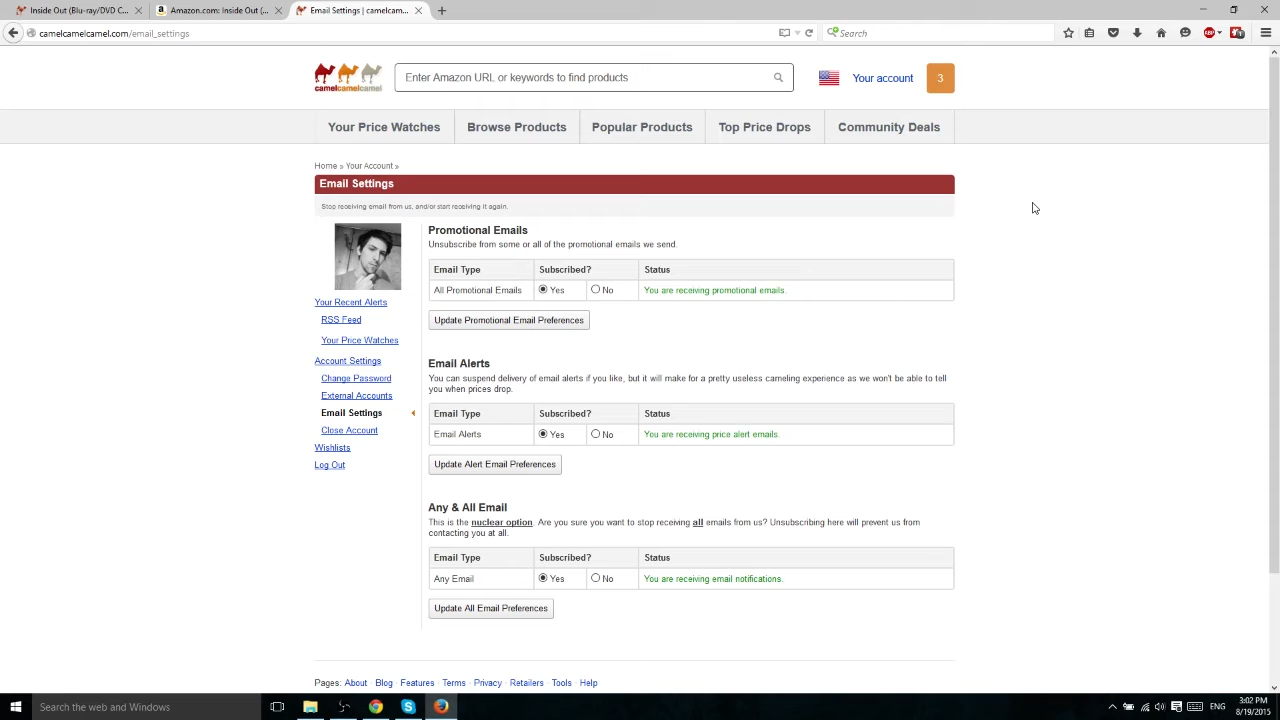 Inside Out (Blu-ray/DVD C...
Amazon.com: Inside Out (...
Email Settings | camelcam...
camelcamelcamel.com/email_settings
Search
ABP
camelcamelcamel
Enter Amazon URL or keywords to find products
Your account
3
Your Price Watches
Browse Products
Popular Products
Top Price Drops
Community Deals
Home » Your Account »
Email Settings
Stop receiving email from us, and/or start receiving it again.
Your Recent Alerts
RSS Feed
Your Price Watches
Account Settings
Change Password
External Accounts
Email Settings
Close Account
Wishlists
Log Out
Promotional Emails
Unsubscribe from some or all of the promotional emails we send.
Email Type Subscribed? Status
All Promotional Emails Yes No You are receiving promotional emails.
Update Promotional Email Preferences
Email Alerts
You can suspend delivery of email alerts if you like, but it will make for a pretty useless cameling experience as we won't be able to tell
you when prices drop.
Email Type Subscribed? Status
Email Alerts Yes No You are receiving price alert emails.
Update Alert Email Preferences
Any & All Email
This is the nuclear option. Are you sure you want to stop receiving all emails from us? Unsubscribing here will prevent us from
contacting you at all.
Email Type Subscribed? Status
Any Email Yes No You are receiving email notifications.
Update All Email Preferences
Pages: About · Blog · Features · Terms · Privacy · Retailers · Tools · Help
Search the web and Windows
ENG
3:02 PM
8/19/2015